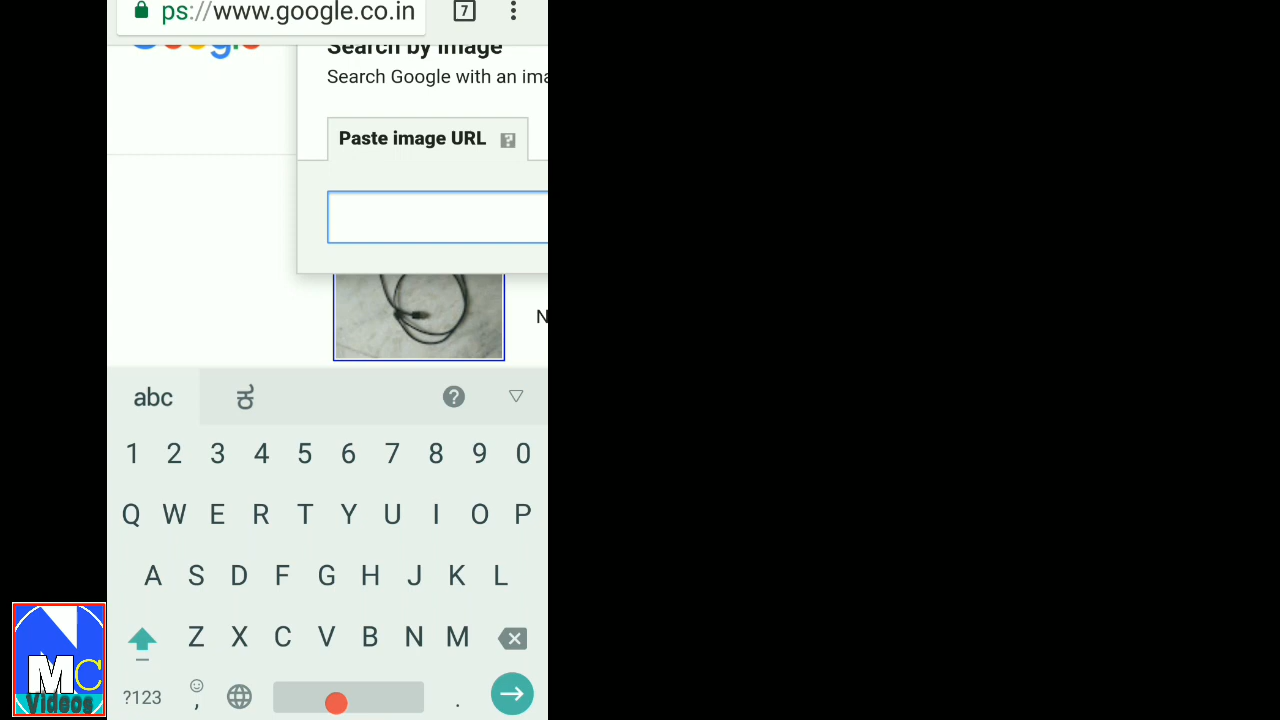 ps://www.google.co.in
7
Google
Search by image
Search Google with an ima
Paste image URL ?
N
abc ಕ ?
1 2 3 4 5 6 7 8 9 0
Q W E R T Y U I O P
A S D F G H J K L
Z X C V B N M
?123 , .
N
MC
Videos